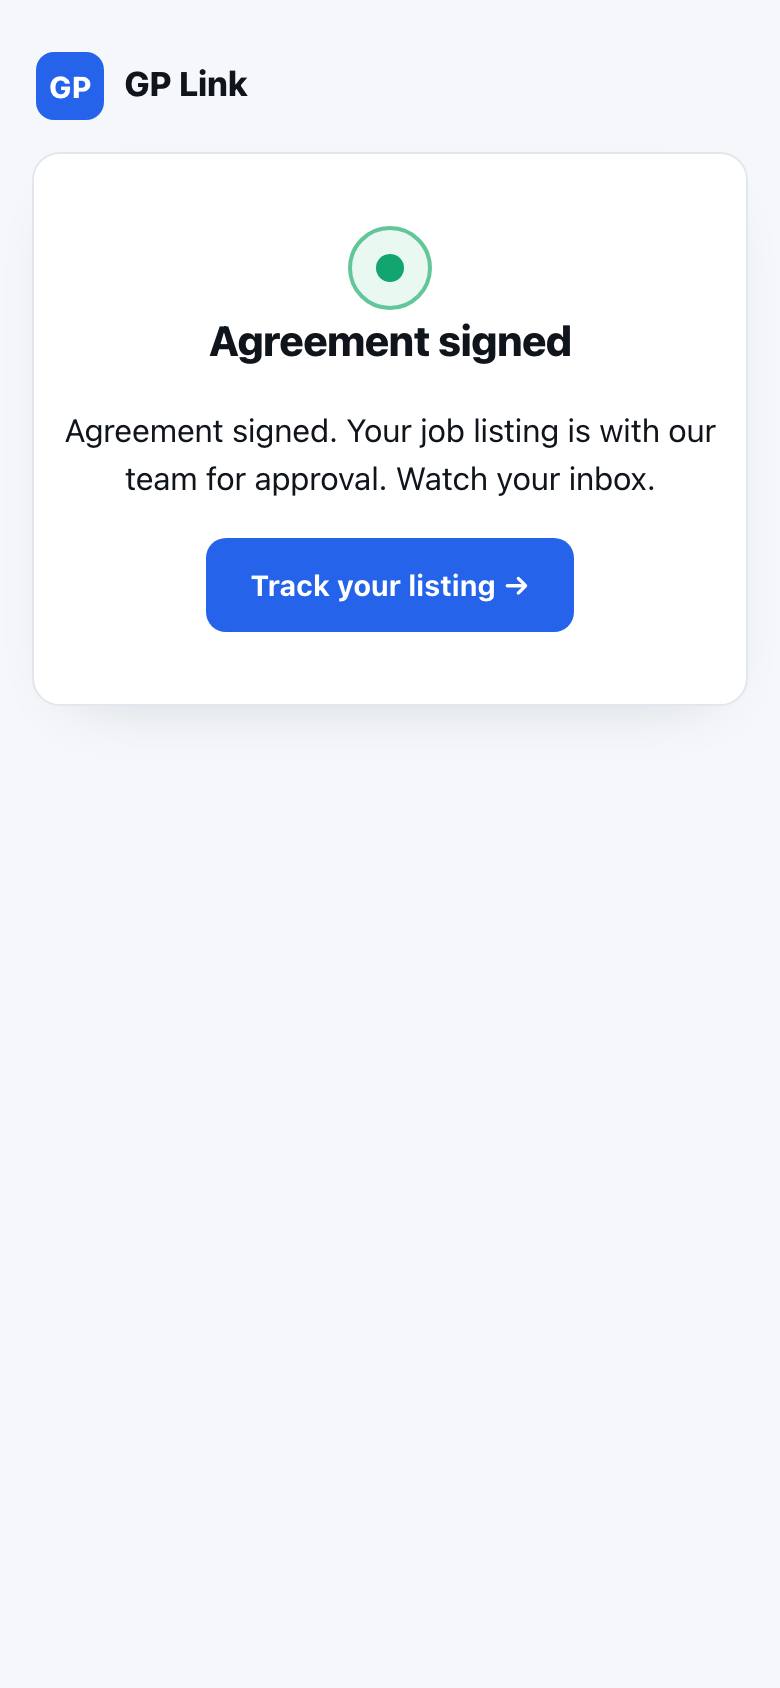 GP
GP Link
Agreement signed
Agreement signed. Your job listing is with our
team for approval. Watch your inbox.
Track your listing →